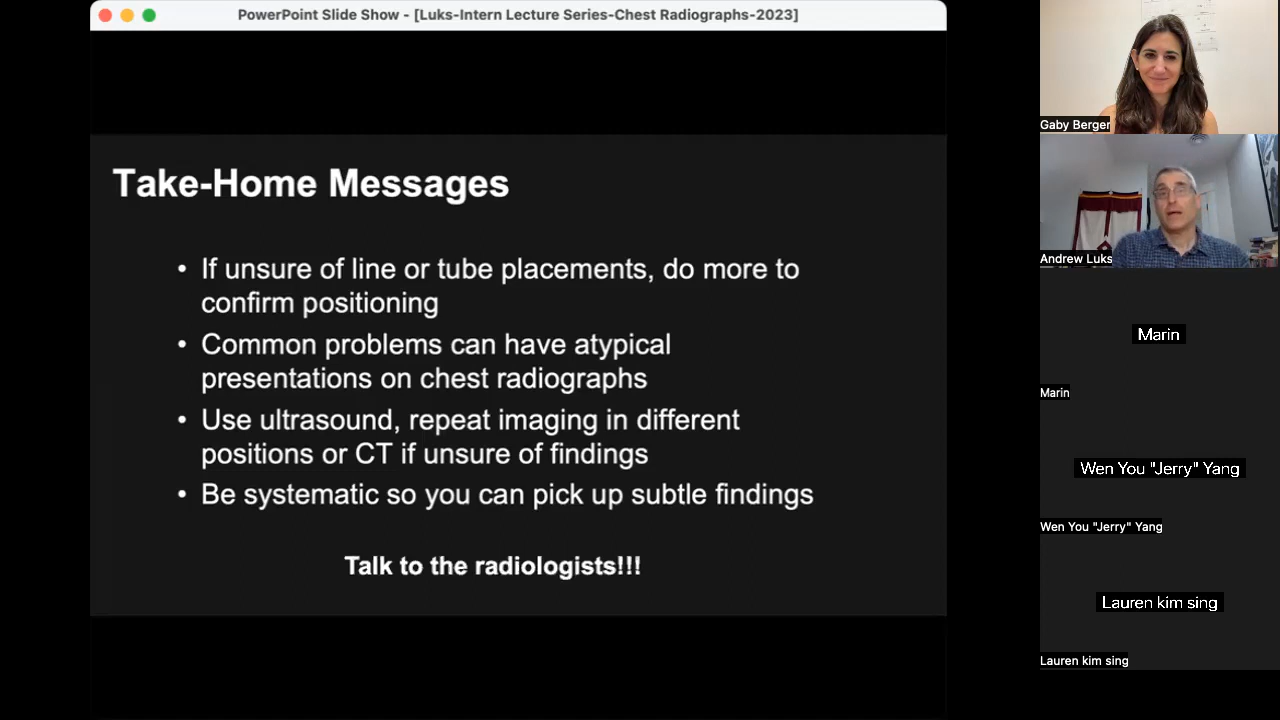 PowerPoint Slide Show - [Luks-Intern Lecture Series-Chest Radiographs-2023]
Take-Home Messages
• If unsure of line or tube placements, do more to
confirm positioning
• Common problems can have atypical
presentations on chest radiographs
• Use ultrasound, repeat imaging in different
positions or CT if unsure of findings
• Be systematic so you can pick up subtle findings
Talk to the radiologists!!!
Gaby Berger
Andrew Luks
Marin
Marin
Wen You "Jerry" Yang
Wen You "Jerry" Yang
Lauren kim sing
Lauren kim sing